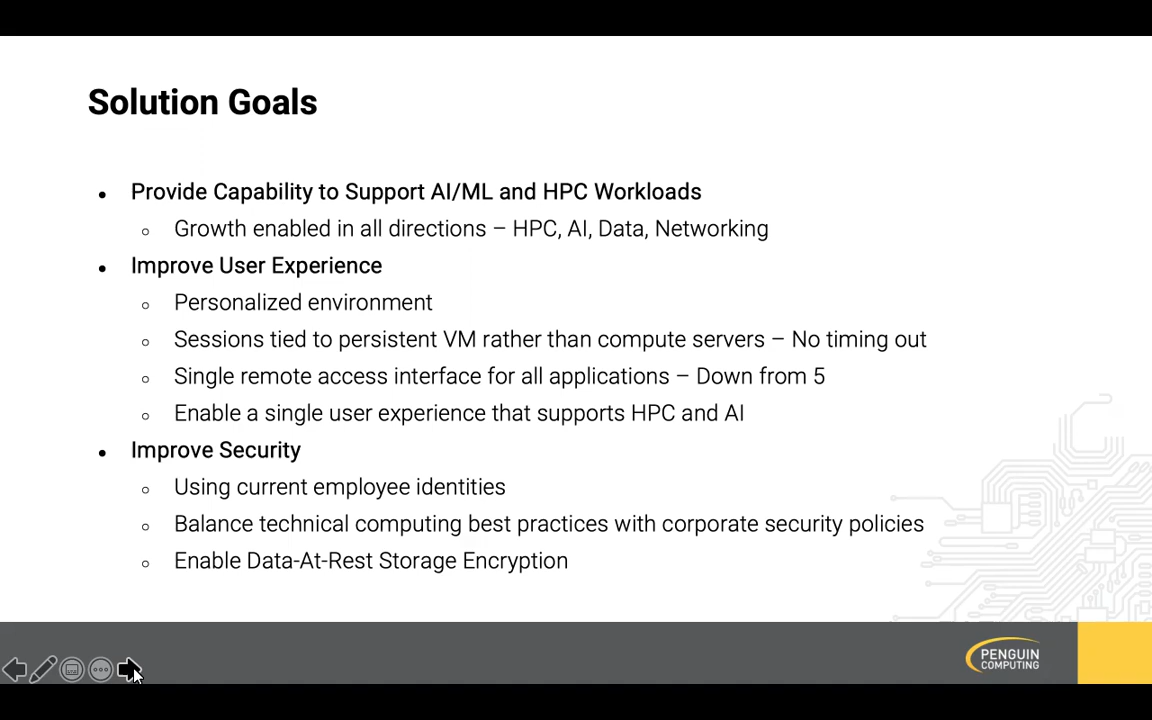 Solution Goals
• Provide Capability to Support AI/ML and HPC Workloads
○ Growth enabled in all directions – HPC, AI, Data, Networking
• Improve User Experience
○ Personalized environment
○ Sessions tied to persistent VM rather than compute servers – No timing out
○ Single remote access interface for all applications – Down from 5
○ Enable a single user experience that supports HPC and AI
• Improve Security
○ Using current employee identities
○ Balance technical computing best practices with corporate security policies
○ Enable Data-At-Rest Storage Encryption
PENGUIN
COMPUTING